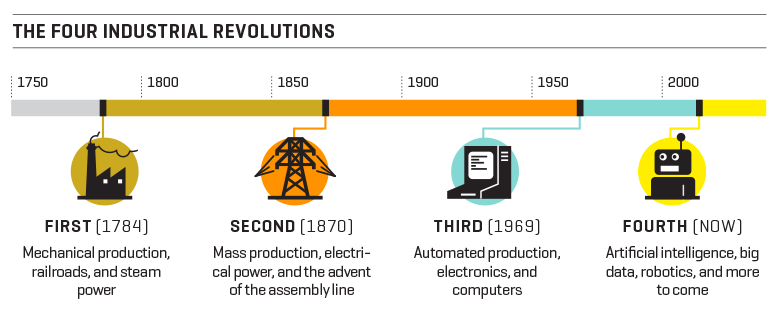 THE FOUR INDUSTRIAL REVOLUTIONS
1750
1800
1850
1900
1950
2000
FIRST (1784)
Mechanical production,
railroads, and steam
power
SECOND (1870)
Mass production, electri-
cal power, and the advent
of the assembly line
THIRD (1969)
Automated production,
electronics, and
computers
FOURTH (NOW)
Artificial intelligence, big
data, robotics, and more
to come